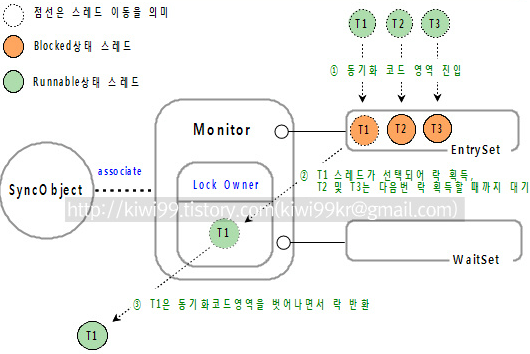 점선은 스레드 이동을 의미
Blocked상태 스레드
Runnable상태 스레드
T1 T2 T3
① 동기화 코드 영역 진입
Monitor
T1 T2 T3
EntrySet
SyncObject
associate
Lock Owner
② T1 스레드가 선택되어 락 획득,
T2 및 T3는 다음번 락 획득할 때까지 대기
http://kiwi99.tistory.com(kiwi99kr@gmail.com)
T1
WaitSet
③ T1은 동기화코드영역을 벗어나면서 락 반환
T1